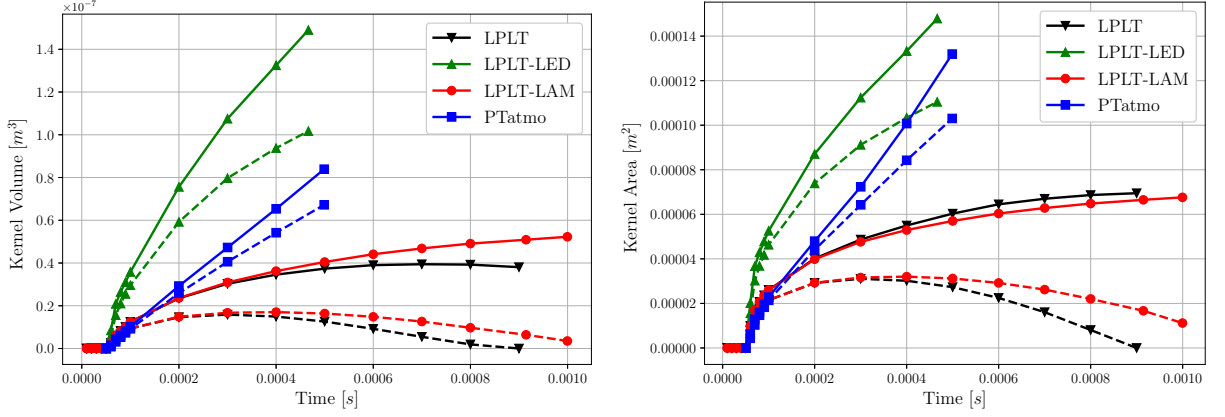 ×10⁻⁷
1.4
1.2
1.0
0.8
0.6
0.4
0.2
0.0
Kernel Volume [m³]
0.0000 0.0002 0.0004 0.0006 0.0008 0.0010
Time [s]
LPLT
LPLT-LED
LPLT-LAM
PTatmo
0.00014
0.00012
0.00010
0.00008
0.00006
0.00004
0.00002
0.00000
Kernel Area [m²]
0.0000 0.0002 0.0004 0.0006 0.0008 0.0010
Time [s]
LPLT
LPLT-LED
LPLT-LAM
PTatmo